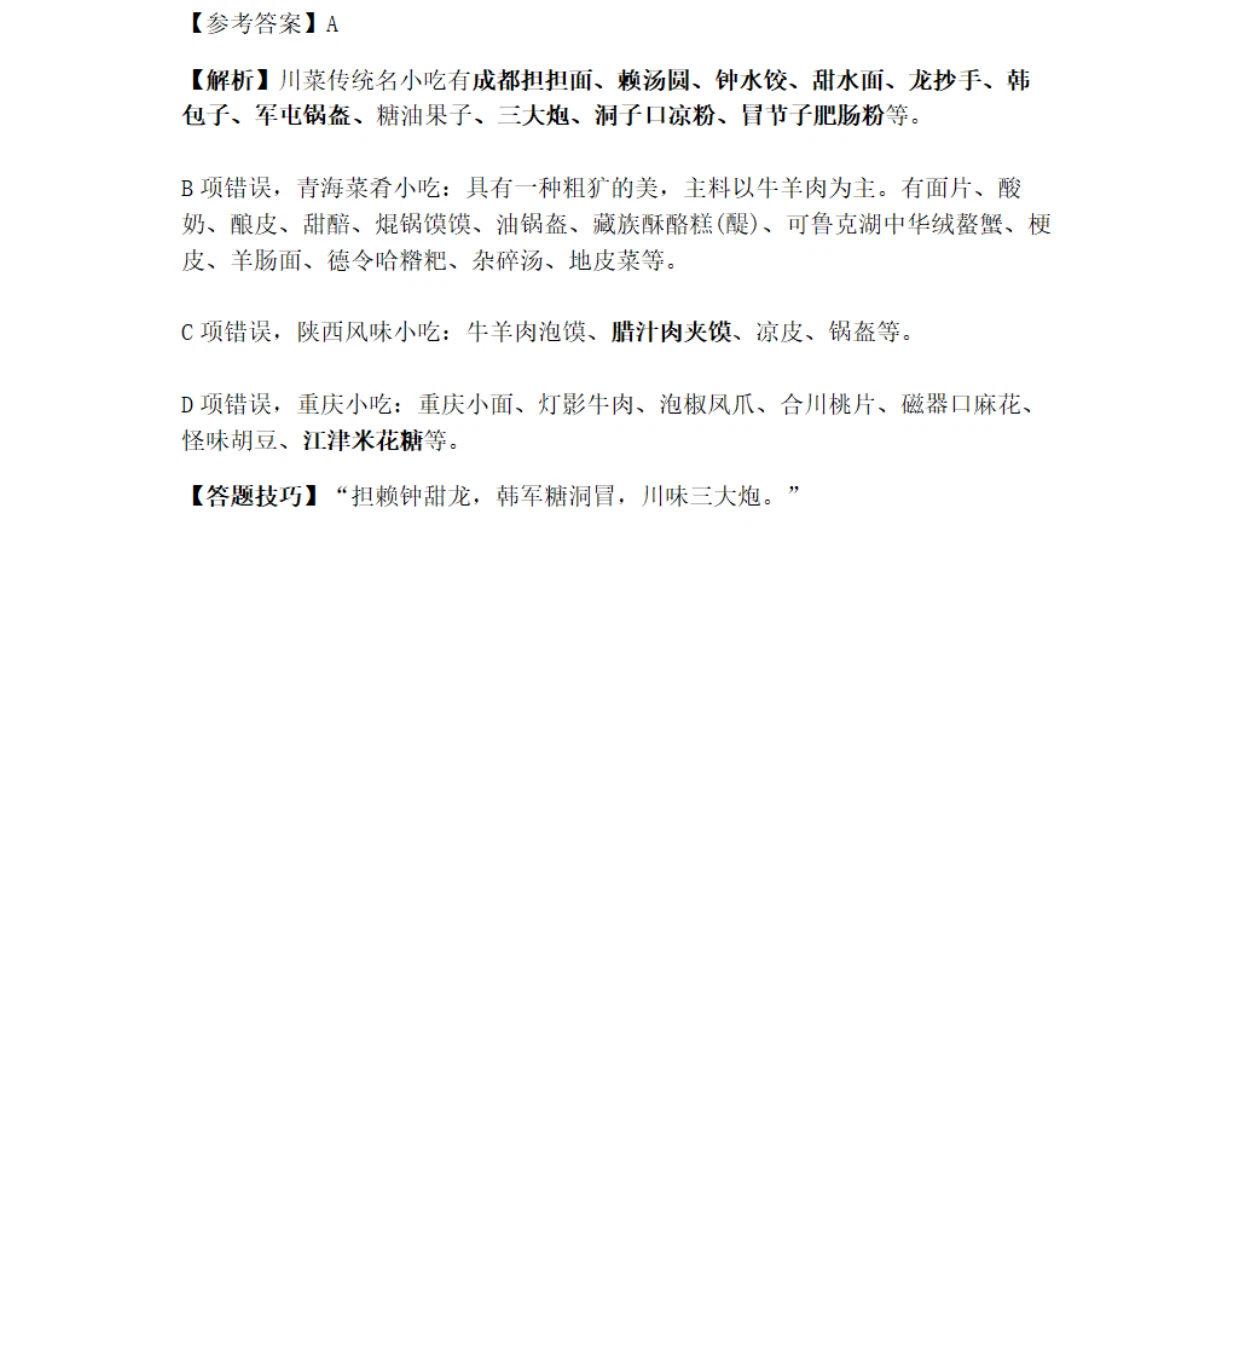 【参考答案】A
【解析】川菜传统名小吃有成都担担面、赖汤圆、钟水饺、甜水面、龙抄手、韩
包子、军屯锅盔、糖油果子、三大炮、洞子口凉粉、冒节子肥肠粉等。
B 项错误，青海菜肴小吃：具有一种粗犷的美，主料以牛羊肉为主。有面片、酸
奶、酿皮、甜醅、焜锅馍馍、油锅盔、藏族酥酪糕(醍)、可鲁克湖中华绒螯蟹、梗
皮、羊肠面、德令哈糌粑、杂碎汤、地皮菜等。
C 项错误，陕西风味小吃：牛羊肉泡馍、腊汁肉夹馍、凉皮、锅盔等。
D 项错误，重庆小吃：重庆小面、灯影牛肉、泡椒凤爪、合川桃片、磁器口麻花、
怪味胡豆、江津米花糖等。
【答题技巧】“担赖钟甜龙，韩军糖洞冒，川味三大炮。”